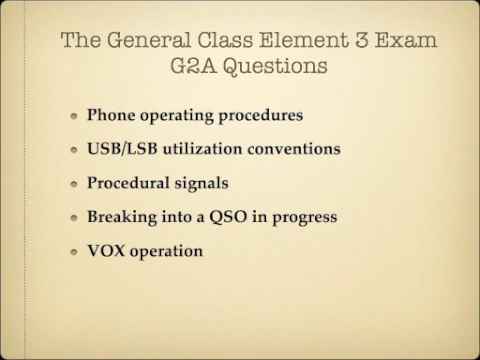 The General Class Element 3 Exam
G2A Questions
Phone operating procedures
USB/LSB utilization conventions
Procedural signals
Breaking into a QSO in progress
VOX operation